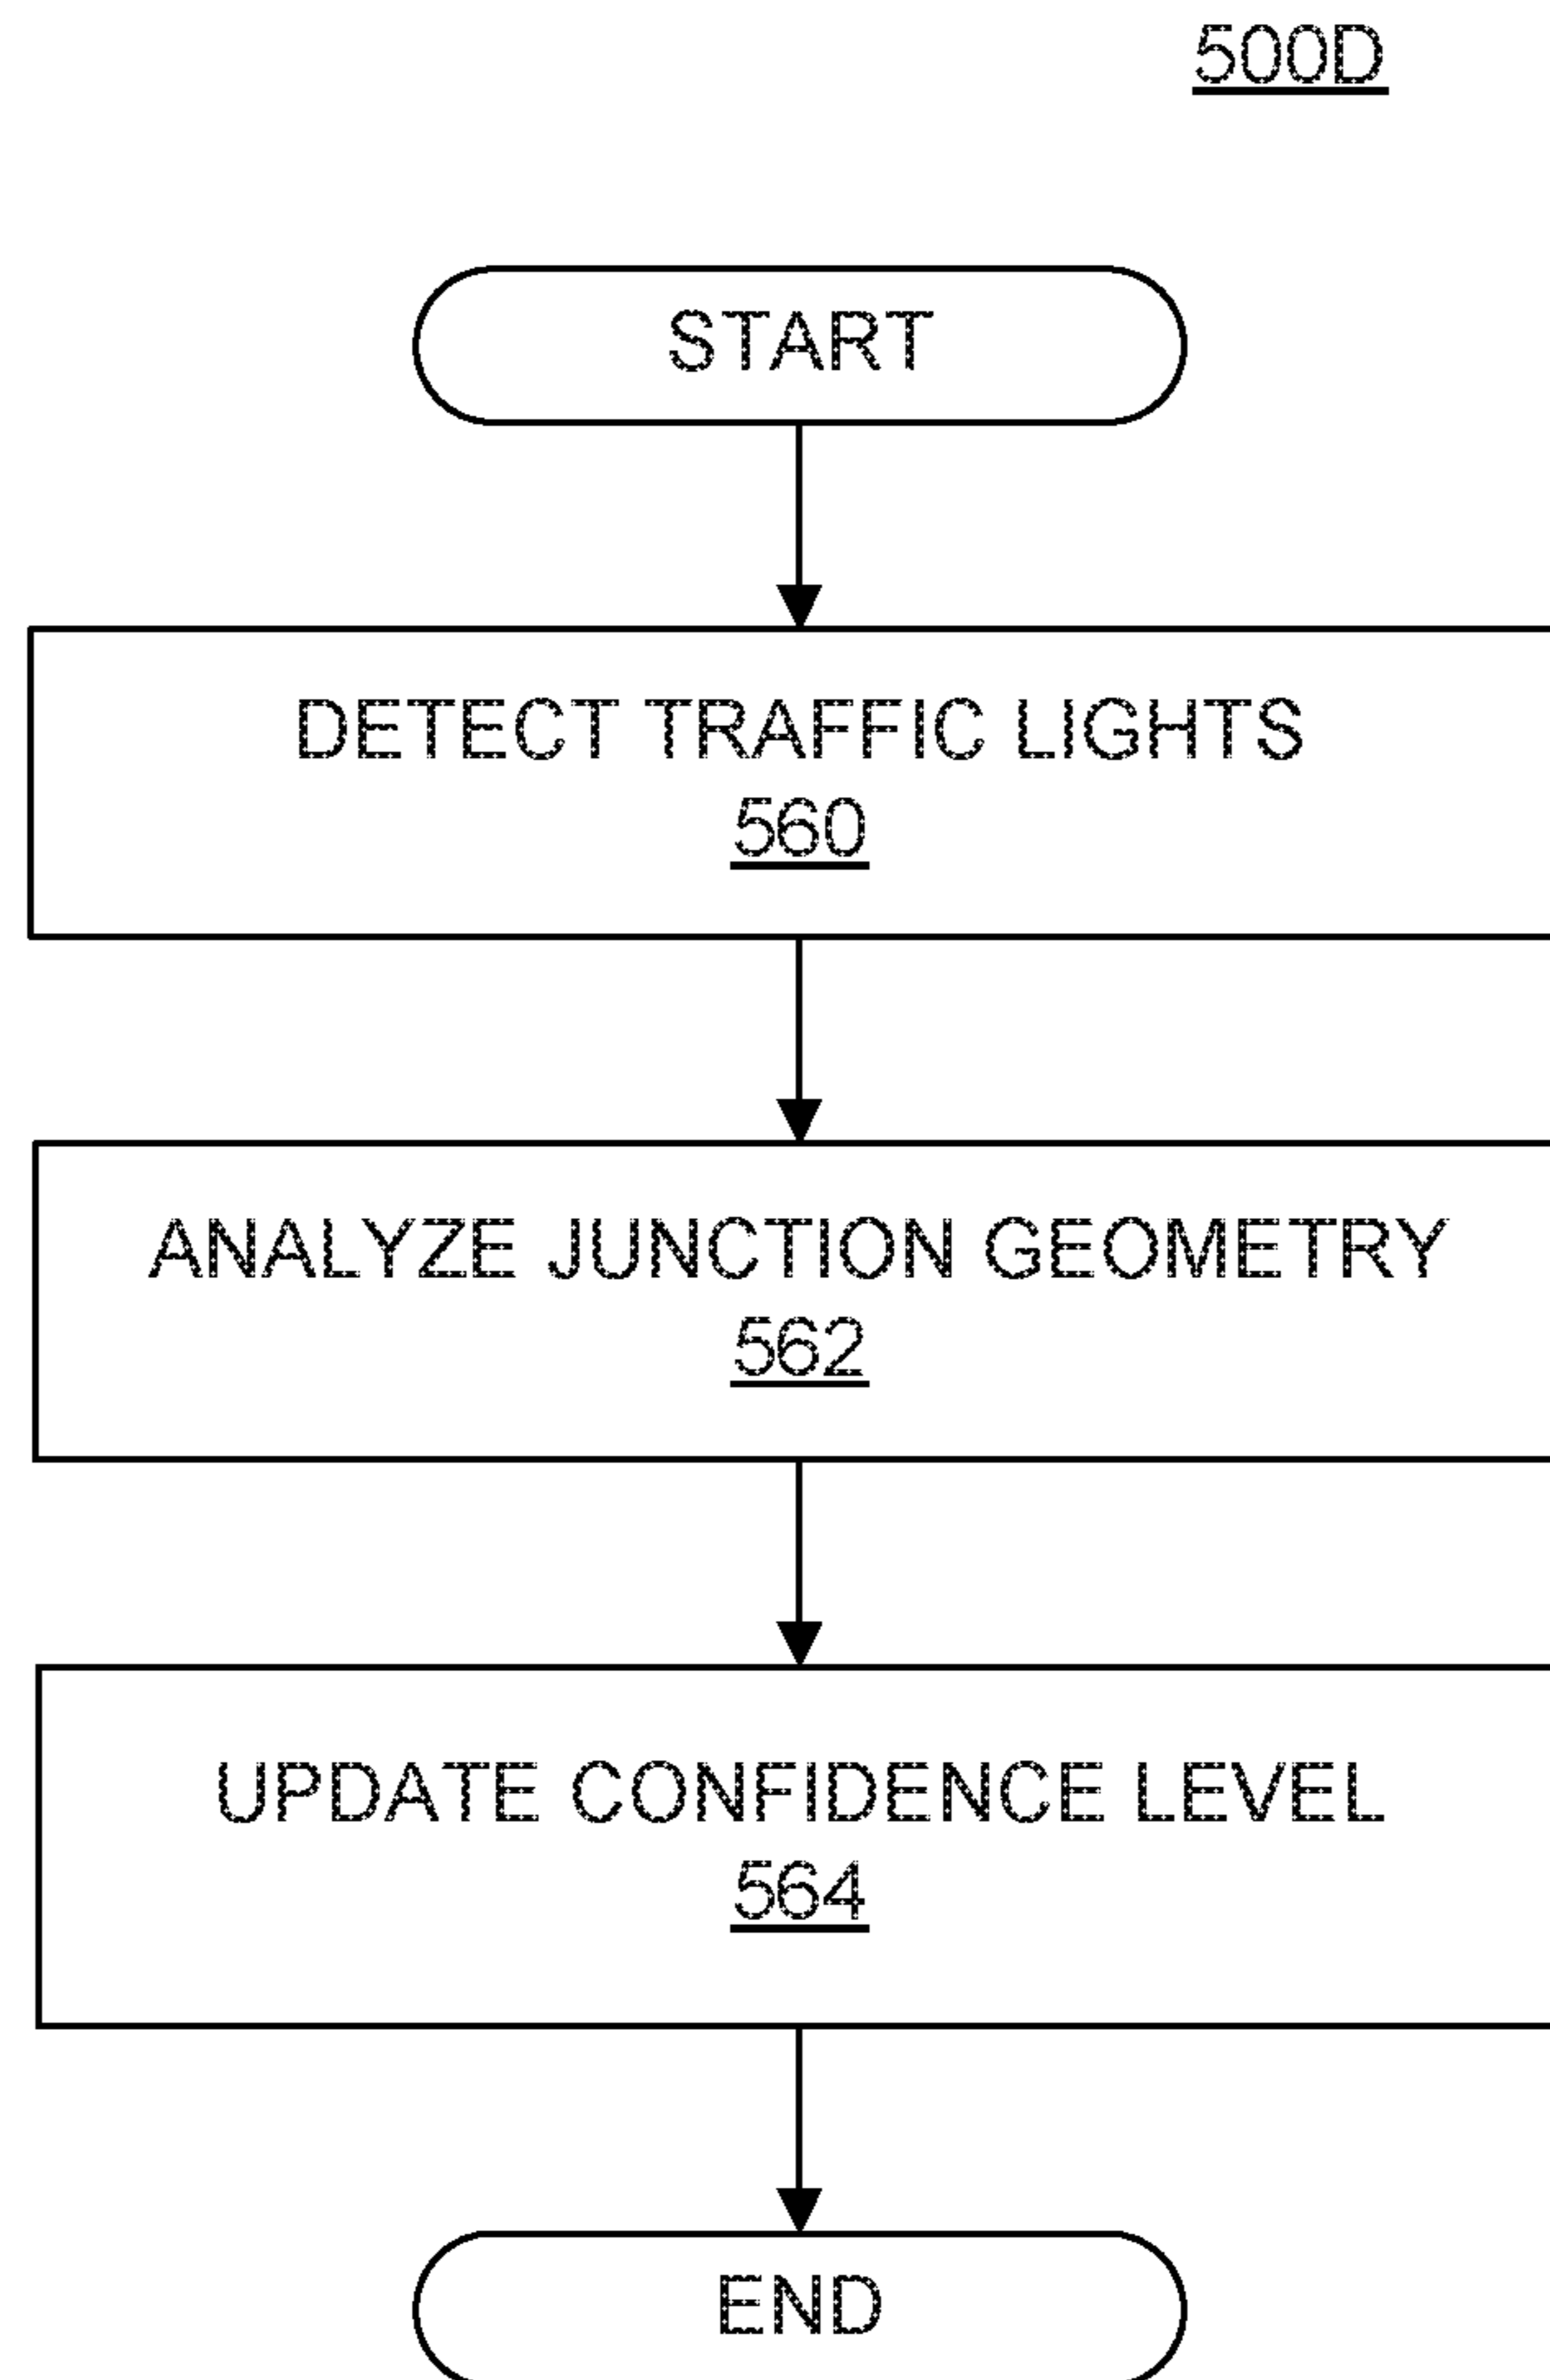 500D
START
DETECT TRAFFIC LIGHTS
560
ANALYZE JUNCTION GEOMETRY
562
UPDATE CONFIDENCE LEVEL
564
END